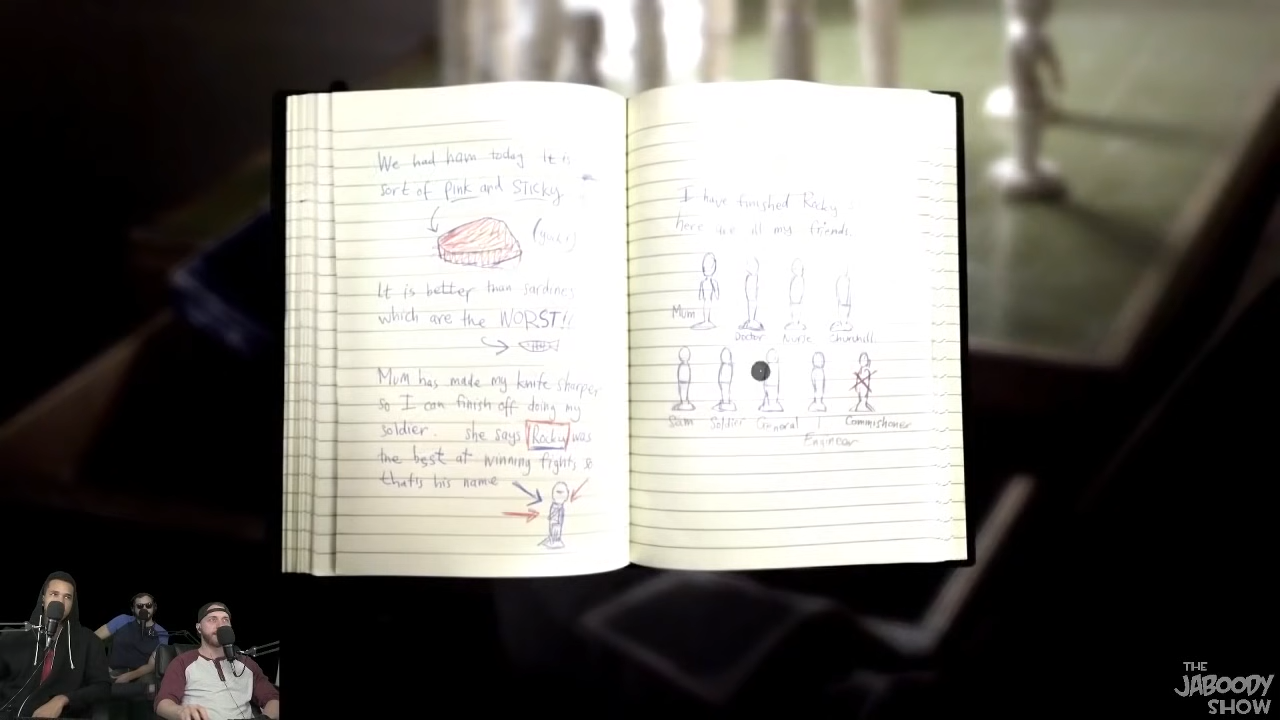 We had ham today It is
sort of pink and STICKY.
It is better than sardines
which are the WORST!!
Mum has made my knife sharper
so I can finish off doing my
soldier. She says Rocky was
the best at winning fights so
thats his name
I have finished Rocky
here are all my friends.
Mum
Doctor Nurse Churchill
Sam Soldier General I Commishoner
Engineer
THE
JABOODY
SHOW